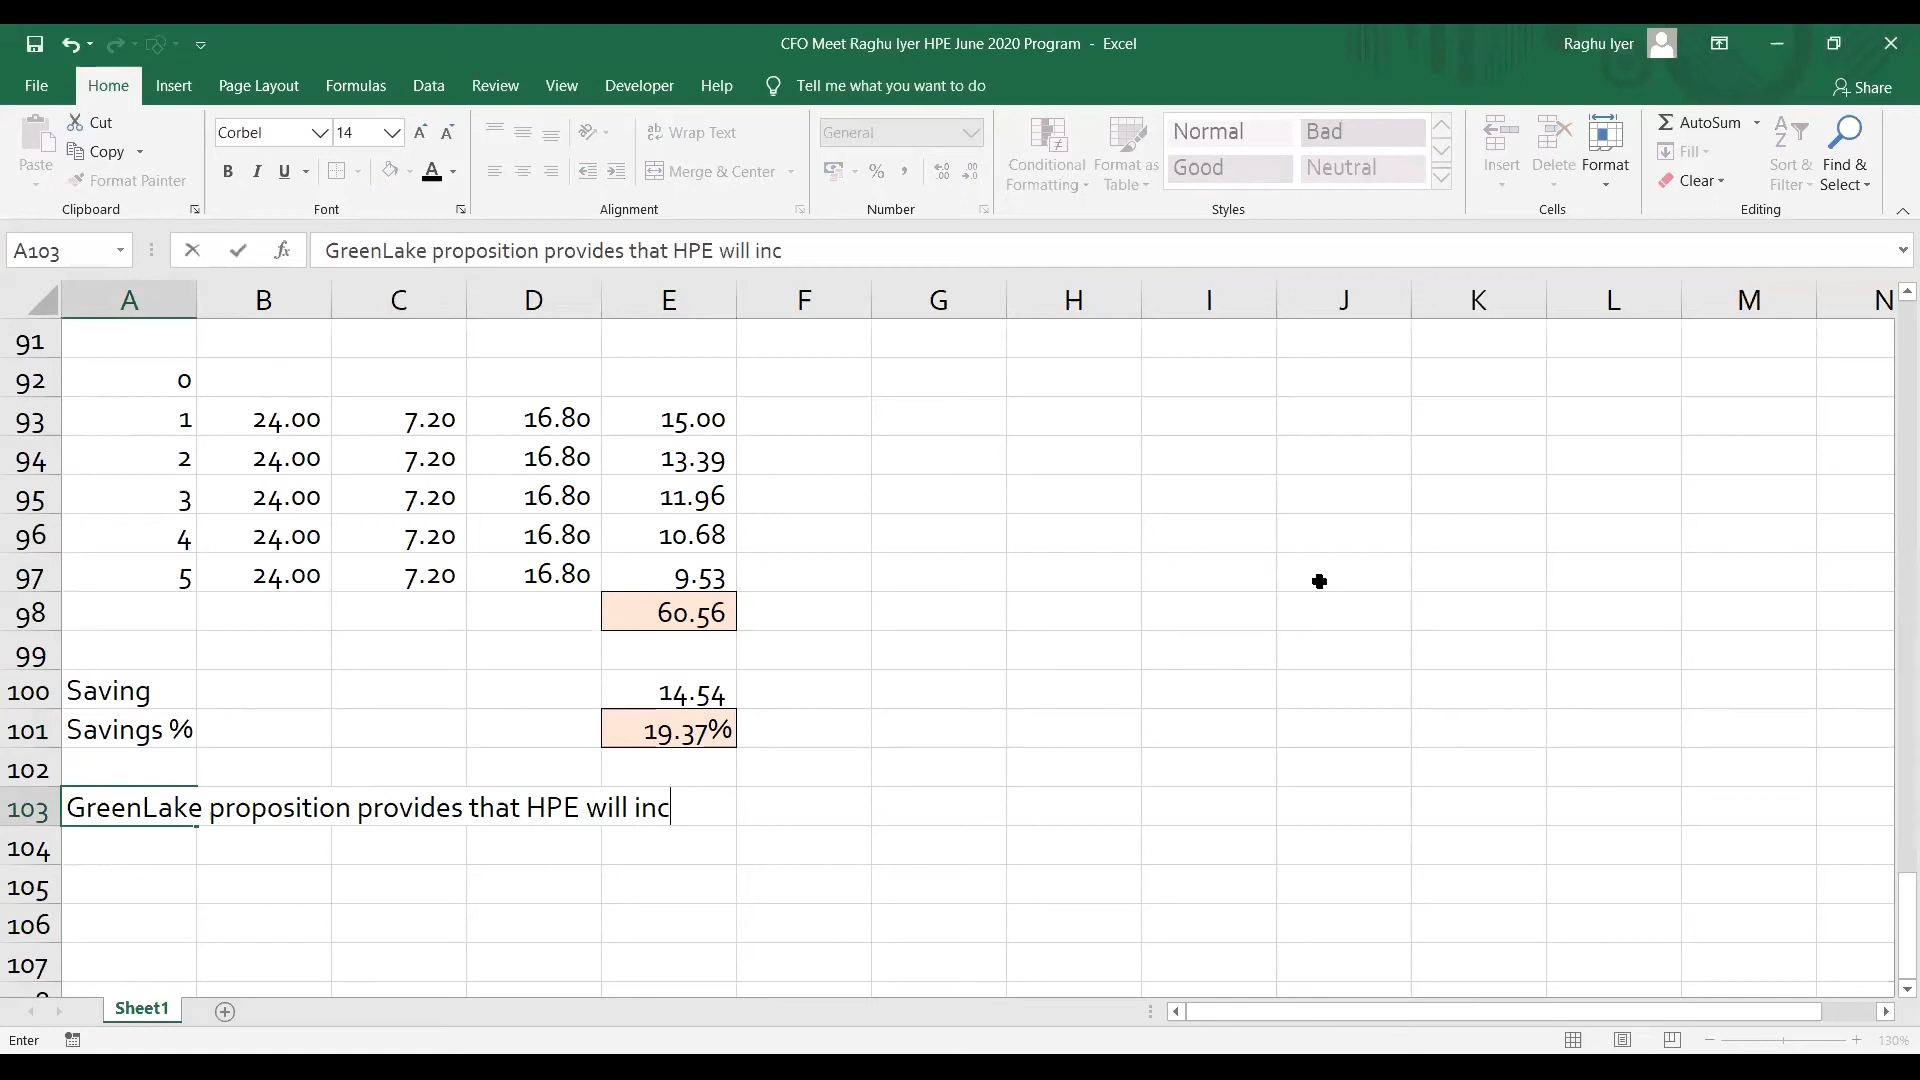 CFO Meet Raghu Iyer HPE June 2020 Program - Excel
Raghu Iyer
File Home Insert Page Layout Formulas Data Review View Developer Help Tell me what you want to do
Share
Paste
Cut
Copy
Format Painter
Clipboard
Corbel 14 A A
B I U A
Font
Wrap Text
Merge & Center
Alignment
General
% , .00
Number
Conditional Formatting
Format as Table
Normal Bad
Good Neutral
Styles
Insert Delete Format
Cells
AutoSum
Fill
Clear
Sort & Filter
Find & Select
Editing
A103 fx GreenLake proposition provides that HPE will inc
A B C D E F G H I J K L M N
91
92 0
93 1 24.00 7.20 16.80 15.00
94 2 24.00 7.20 16.80 13.39
95 3 24.00 7.20 16.80 11.96
96 4 24.00 7.20 16.80 10.68
97 5 24.00 7.20 16.80 9.53
98 60.56
99
100 Saving 14.54
101 Savings % 19.37%
102
103 GreenLake proposition provides that HPE will inc
104
105
106
107
Sheet1
Enter 130%